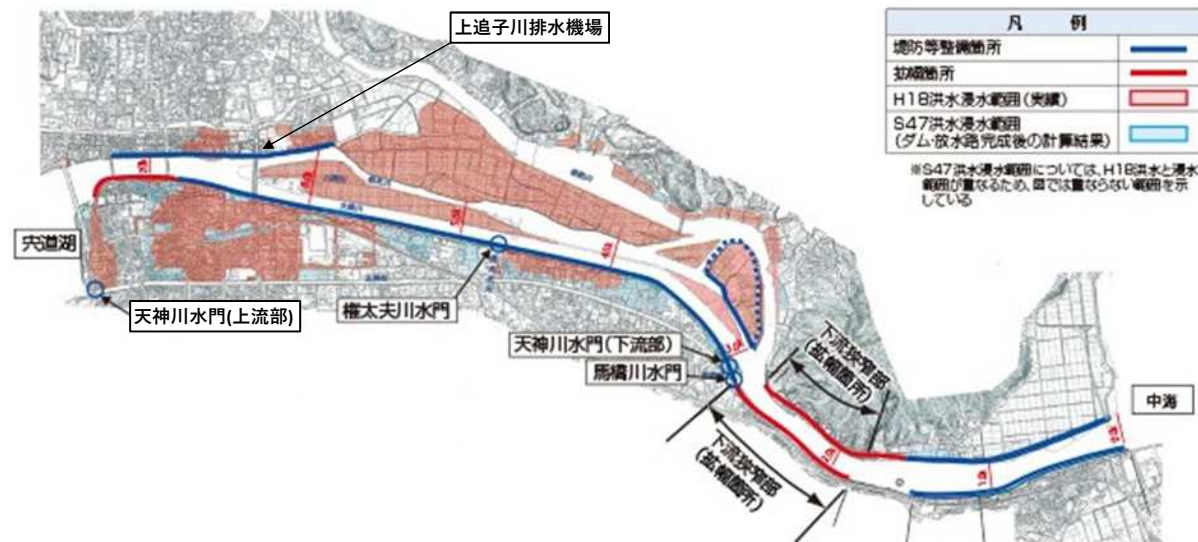 上追子川排水機場
凡 例
堤防等整備箇所
拡幅箇所
H18洪水浸水範囲(実績)
S47洪水浸水範囲
(ダム・放水路完成後の計算結果)
※S47洪水浸水範囲については、H18洪水と浸水
範囲が重なるため、図では重ならない範囲を示
している
宍道湖
天神川水門(上流部)
権太夫川水門
天神川水門(下流部)
馬橋川水門
下流狭窄部
(拡幅箇所)
下流狭窄部
(拡幅箇所)
中海